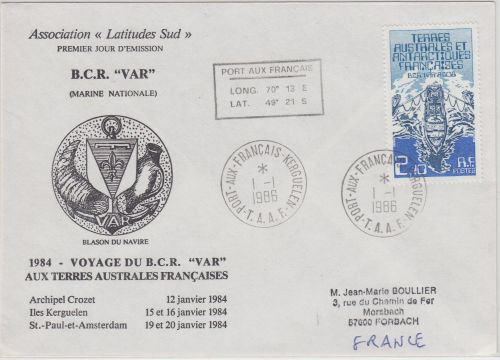 Association « Latitudes Sud »
PREMIER JOUR D'EMISSION
B.C.R. "VAR"
(MARINE NATIONALE)
VAR
BLASON DU NAVIRE
1984 - VOYAGE DU B.C.R. "VAR"
AUX TERRES AUSTRALES FRANÇAISES
Archipel Crozet 12 janvier 1984
Iles Kerguelen 15 et 16 janvier 1984
St.-Paul-et-Amsterdam 19 et 20 janvier 1984
PORT AUX FRANÇAIS
LONG. 70° 13 E
LAT. 49° 21 S
PORT-AUX-FRANÇAIS-KERGUELEN
*
1 -1
1986
T.A.A.F.
TERRES
AUSTRALES ET
ANTARCTIQUES
FRANÇAISES
B.C.R. VAR A608
R.F.
POSTES
PORT-AUX-FRANÇAIS-KERGUELEN
*
1 -1
1986
T.A.A.F.
M. Jean-Marie BOULLIER
3, rue du Chemin de Fer
Morsbach
57600 FORBACH
FRANCE